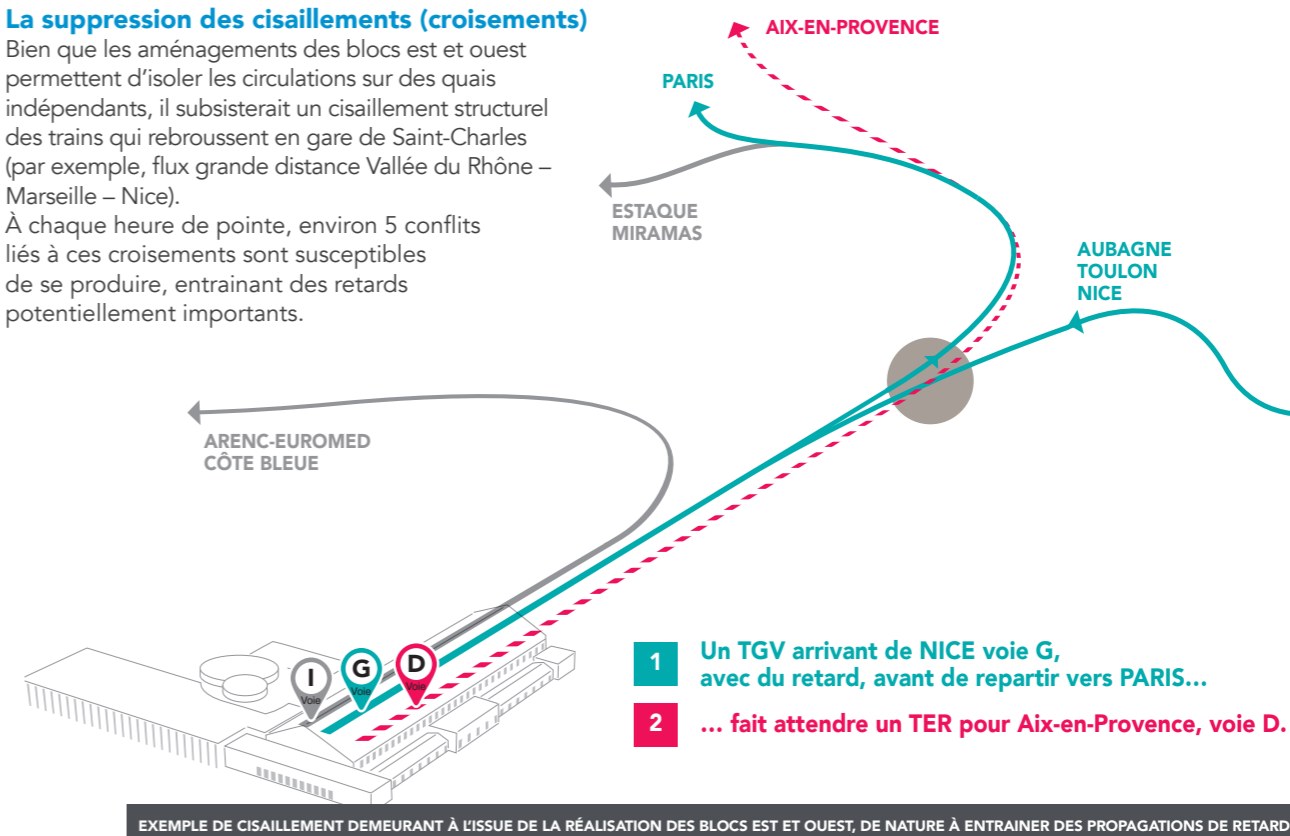 La suppression des cisaillements (croisements)
Bien que les aménagements des blocs est et ouest
permettent d’isoler les circulations sur des quais
indépendants, il subsisterait un cisaillement structurel
des trains qui rebroussent en gare de Saint-Charles
(par exemple, flux grande distance Vallée du Rhône –
Marseille – Nice).
À chaque heure de pointe, environ 5 conflits
liés à ces croisements sont susceptibles
de se produire, entrainant des retards
potentiellement importants.
AIX-EN-PROVENCE
PARIS
ESTAQUE
MIRAMAS
AUBAGNE
TOULON
NICE
ARENC-EUROMED
CÔTE BLEUE
I
Voie
G
Voie
D
Voie
1
Un TGV arrivant de NICE voie G,
avec du retard, avant de repartir vers PARIS...
2
... fait attendre un TER pour Aix-en-Provence, voie D.
EXEMPLE DE CISAILLEMENT DEMEURANT À L’ISSUE DE LA RÉALISATION DES BLOCS EST ET OUEST, DE NATURE À ENTRAINER DES PROPAGATIONS DE RETARD